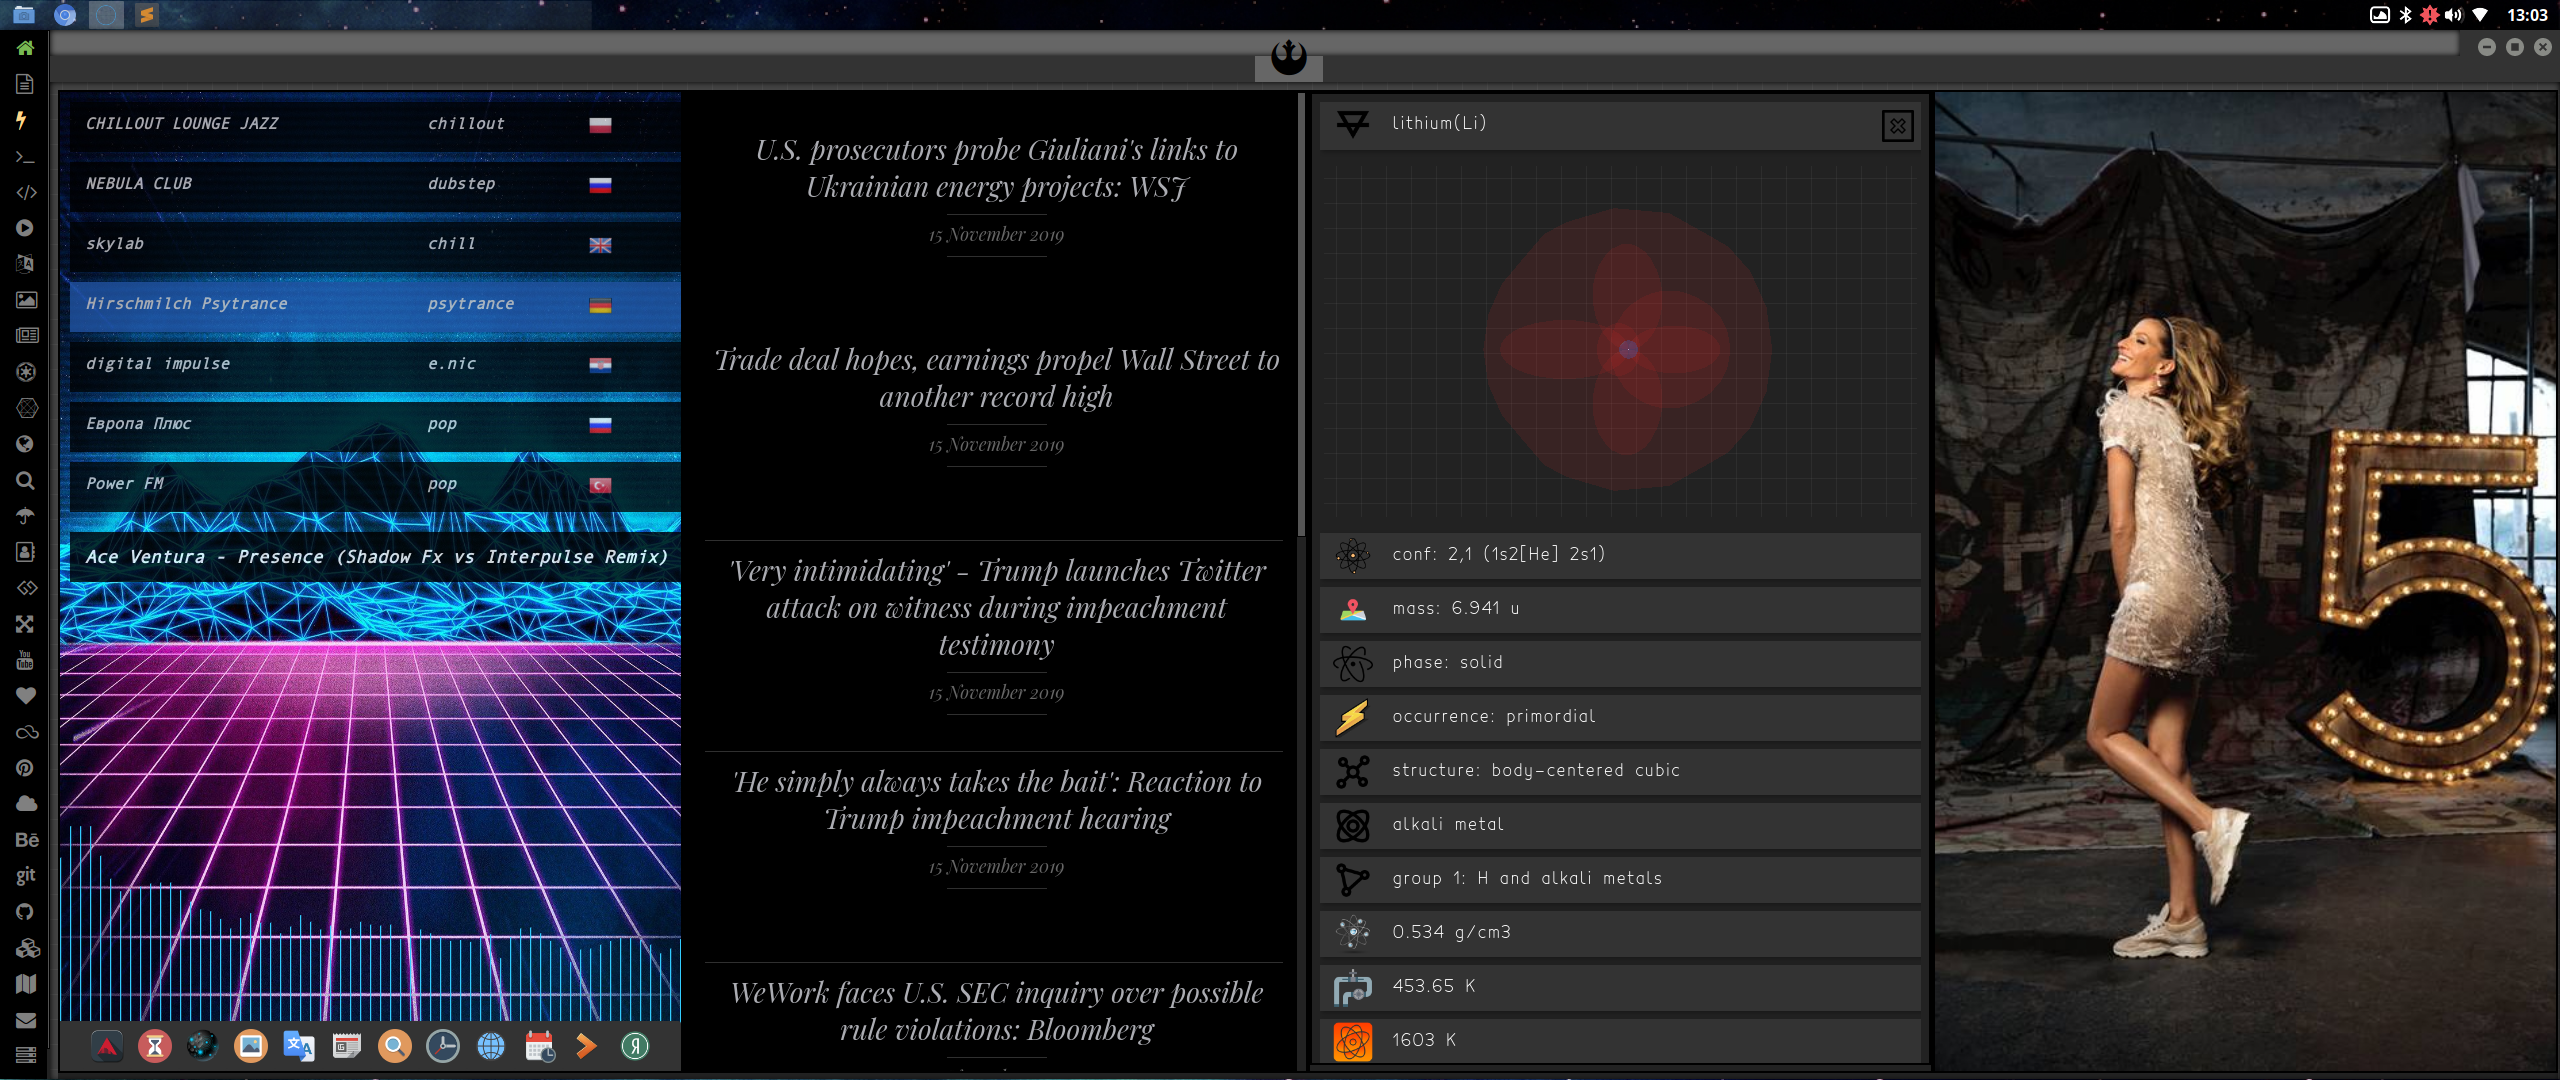 13:03
CHILLOUT LOUNGE JAZZ chillout
NEBULA CLUB dubstep
skylab chill
Hirschmilch Psytrance psytrance
digital impulse e.nic
Европа Плюс pop
Power FM pop
Ace Ventura - Presence (Shadow Fx vs Interpulse Remix)
You
Tube
Bē
git
U.S. prosecutors probe Giuliani's links to
Ukrainian energy projects: WSJ
15 November 2019
Trade deal hopes, earnings propel Wall Street to
another record high
15 November 2019
'Very intimidating' - Trump launches Twitter
attack on witness during impeachment
testimony
15 November 2019
'He simply always takes the bait': Reaction to
Trump impeachment hearing
15 November 2019
WeWork faces U.S. SEC inquiry over possible
rule violations: Bloomberg
lithium(Li)
conf: 2,1 (1s2[He] 2s1)
mass: 6.941 u
phase: solid
occurrence: primordial
structure: body-centered cubic
alkali metal
group 1: H and alkali metals
0.534 g/cm3
453.65 K
1603 K
5